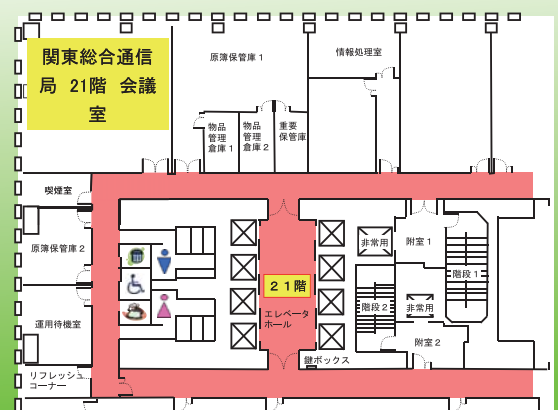 関東総合通信
局 21階 会議
室
原簿保管庫1
情報処理室
物品
管理
倉庫1
物品
管理
倉庫2
重要
保管庫
喫煙室
原簿保管庫2
運用待機室
リフレッシュ
コーナー
21階
エレベータ
ホール
鍵ボックス
非常用
附室1
階段1
階段2
非常用
附室2